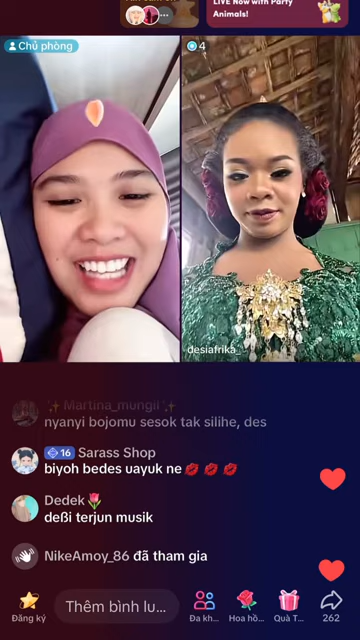 LIVE Now with Party
Animals!
Chủ phòng
4
desiafrika_
✨Martina_mungil✨
nyanyi bojomu sesok tak silihe, des
16 Sarass Shop
biyoh bedes uayuk ne💋💋💋
Dedek🌷
deßi terjun musik
NikeAmoy_86 đã tham gia
Đăng ký
Thêm bình lu...
Đa kh...
Hoa hồ...
Quà T...
262